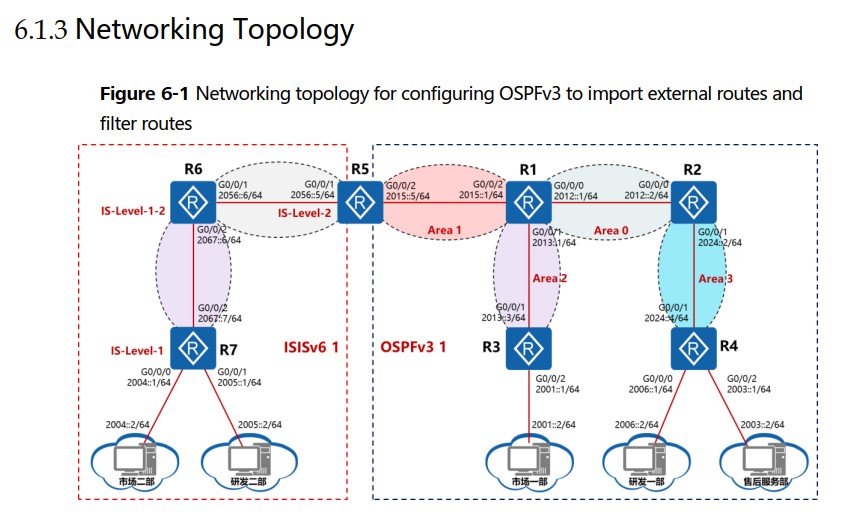 6.1.3 Networking Topology
Figure 6-1 Networking topology for configuring OSPFv3 to import external routes and
filter routes
R6
R5
R1
R2
G0/0/1
2056::6/64
G0/0/1
2056::5/64
G0/0/2
2015::5/64
G0/0/2
2015::1/64
G0/0/0
2012::1/64
G0/0/0
2012::2/64
IS-Level-1-2
IS-Level-2
Area 1
Area 0
G0/0/2
2067::6/64
G0/0/1
2013::1/64
G0/0/1
2024::2/64
Area 2
Area 3
G0/0/2
2067::7/64
G0/0/1
2013::3/64
G0/0/1
2024::4/64
IS-Level-1
R7
ISISv6 1
OSPFv3 1
R3
R4
G0/0/0
2004::1/64
G0/0/1
2005::1/64
G0/0/2
2001::1/64
G0/0/0
2006::1/64
G0/0/2
2003::1/64
2004::2/64
2005::2/64
2001::2/64
2006::2/64
2003::2/64
市场二部
研发二部
市场一部
研发一部
售后服务部